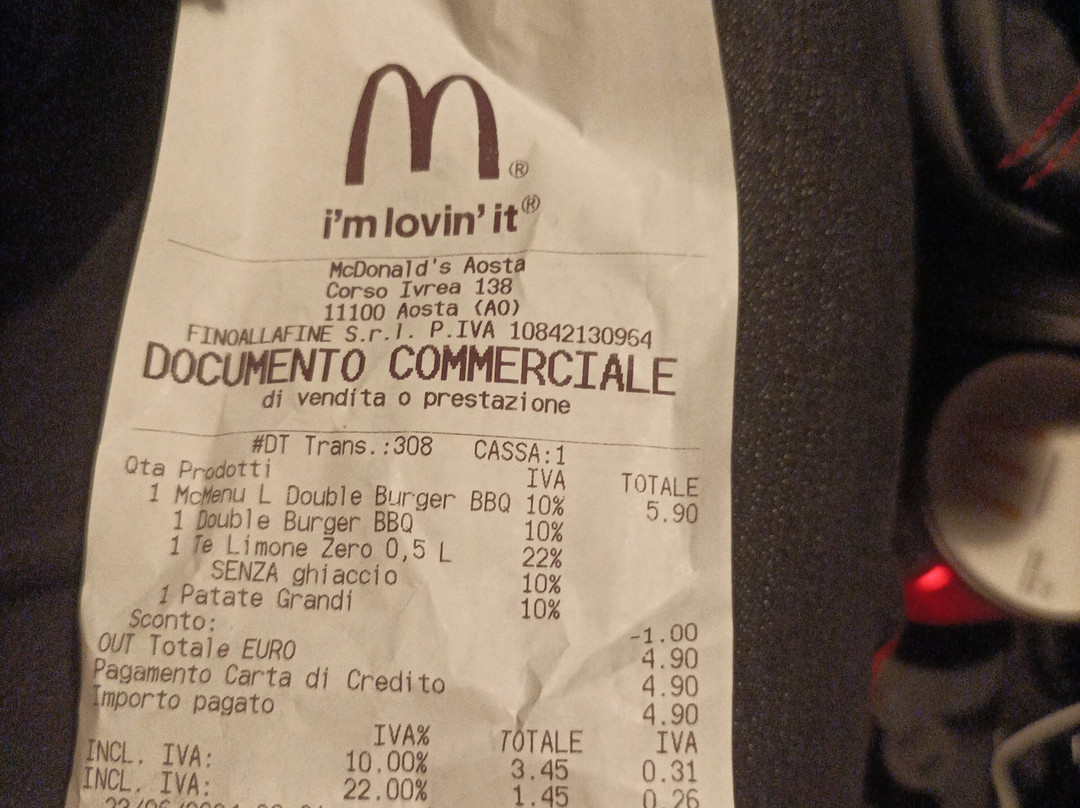 M®
i'm lovin' it®
McDonald's Aosta
Corso Ivrea 138
11100 Aosta (AO)
FINOALLAFINE S.r.l. P.IVA 10842130964
DOCUMENTO COMMERCIALE
di vendita o prestazione
#DT Trans.:308 CASSA:1
Qta Prodotti IVA TOTALE
1 McMenu L Double Burger BBQ 10% 5.90
1 Double Burger BBQ 10%
1 Te Limone Zero 0,5 L 22%
SENZA ghiaccio 10%
1 Patate Grandi 10%
Sconto: -1.00
OUT Totale EURO 4.90
Pagamento Carta di Credito 4.90
Importo pagato 4.90
IVA% TOTALE IVA
INCL. IVA: 10.00% 3.45 0.31
INCL. IVA: 22.00% 1.45 0.26